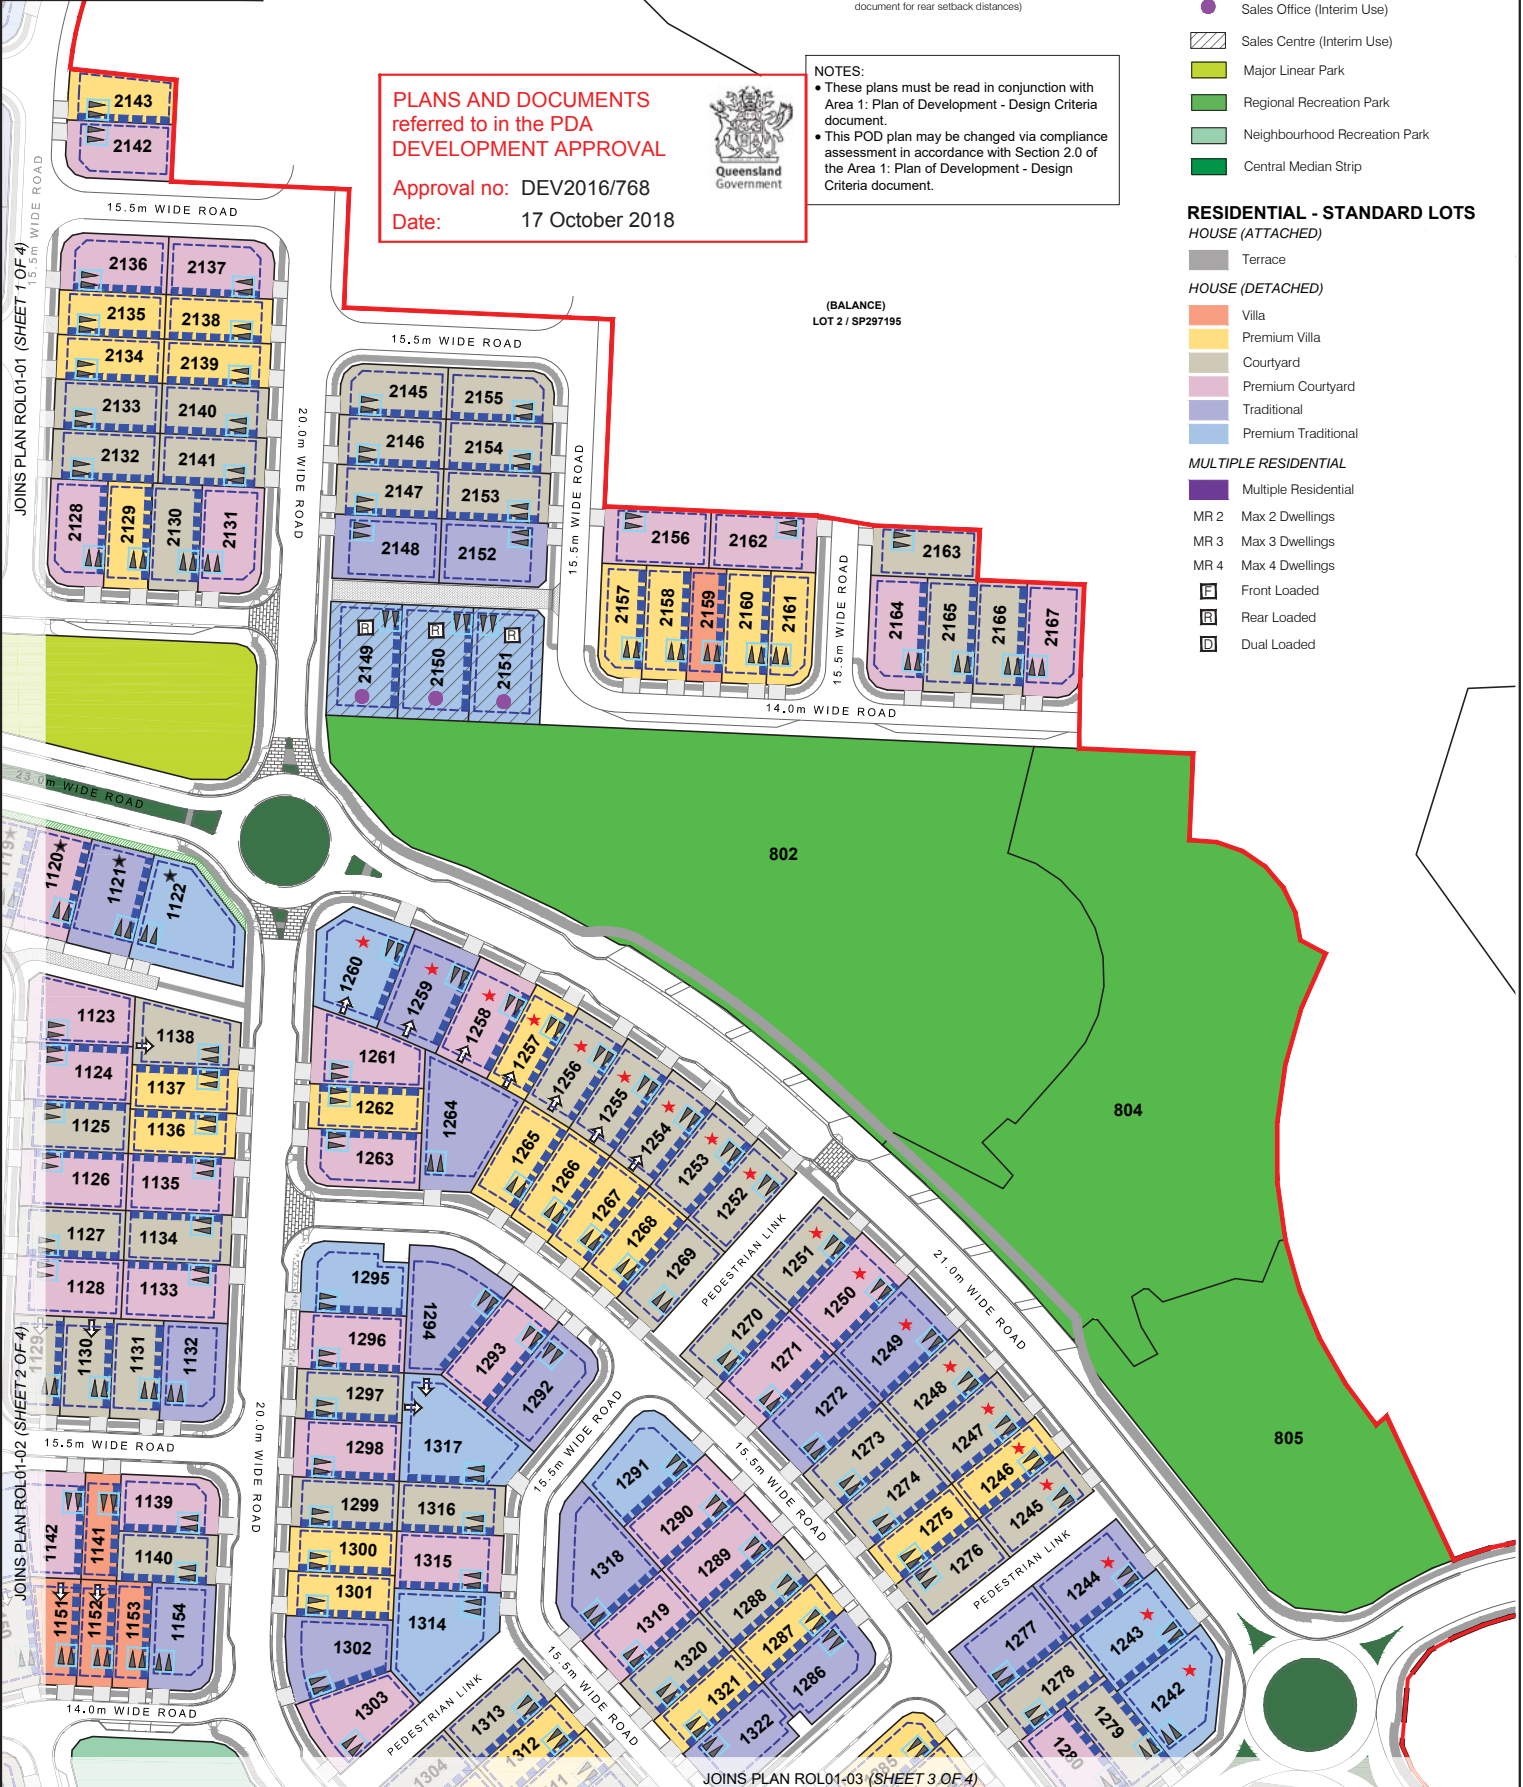 document for rear setback distances)
Sales Office (Interim Use)
Sales Centre (Interim Use)
Major Linear Park
Regional Recreation Park
Neighbourhood Recreation Park
Central Median Strip
RESIDENTIAL - STANDARD LOTS
HOUSE (ATTACHED)
Terrace
HOUSE (DETACHED)
Villa
Premium Villa
Courtyard
Premium Courtyard
Traditional
Premium Traditional
MULTIPLE RESIDENTIAL
Multiple Residential
MR 2 Max 2 Dwellings
MR 3 Max 3 Dwellings
MR 4 Max 4 Dwellings
F Front Loaded
R Rear Loaded
D Dual Loaded
NOTES:
• These plans must be read in conjunction with
Area 1: Plan of Development - Design Criteria
document.
• This POD plan may be changed via compliance
assessment in accordance with Section 2.0 of
the Area 1: Plan of Development - Design
Criteria document.
PLANS AND DOCUMENTS
referred to in the PDA
DEVELOPMENT APPROVAL
Approval no: DEV2016/768
Date: 17 October 2018
Queensland
Government
(BALANCE)
LOT 2 / SP297195
JOINS PLAN ROL01-01 (SHEET 1 OF 4)
15.5m WIDE ROAD
2143
2142
15.5m WIDE ROAD
2136
2137
2135
2138
2134
2139
2133
2140
2132
2141
2128
2129
2130
2131
20.0m WIDE ROAD
15.5m WIDE ROAD
2145
2155
2146
2154
2147
2153
2148
2152
R
R
R
2149
2150
2151
15.5m WIDE ROAD
2156
2162
2157
2158
2159
2160
2161
15.5m WIDE ROAD
2163
2164
2165
2166
2167
14.0m WIDE ROAD
23.0m WIDE ROAD
802
804
805
1119
1120
1121
1122
1123
1138
1124
1137
1125
1136
1126
1135
1127
1134
1128
1133
1129
1130
1131
1132
JOINS PLAN ROL01-02 (SHEET 2 OF 4)
15.5m WIDE ROAD
20.0m WIDE ROAD
1142
1141
1139
1140
1151
1152
1153
1154
14.0m WIDE ROAD
1260
1259
1258
1257
1256
1255
1254
1253
1252
1261
1262
1263
1264
1265
1266
1267
1268
1269
PEDESTRIAN LINK
21.0m WIDE ROAD
1251
1250
1249
1248
1247
1246
1245
1270
1271
1272
1273
1274
1275
1276
15.5m WIDE ROAD
PEDESTRIAN LINK
1295
1294
1296
1293
1292
1297
1298
1317
1299
1316
1300
1315
1301
1314
1302
1303
15.5m WIDE ROAD
1291
1290
1289
1288
1287
1286
1318
1319
1320
1321
1322
15.5m WIDE ROAD
PEDESTRIAN LINK
1313
1312
1304
1244
1243
1242
1277
1278
1279
1280
JOINS PLAN ROL01-03 (SHEET 3 OF 4)